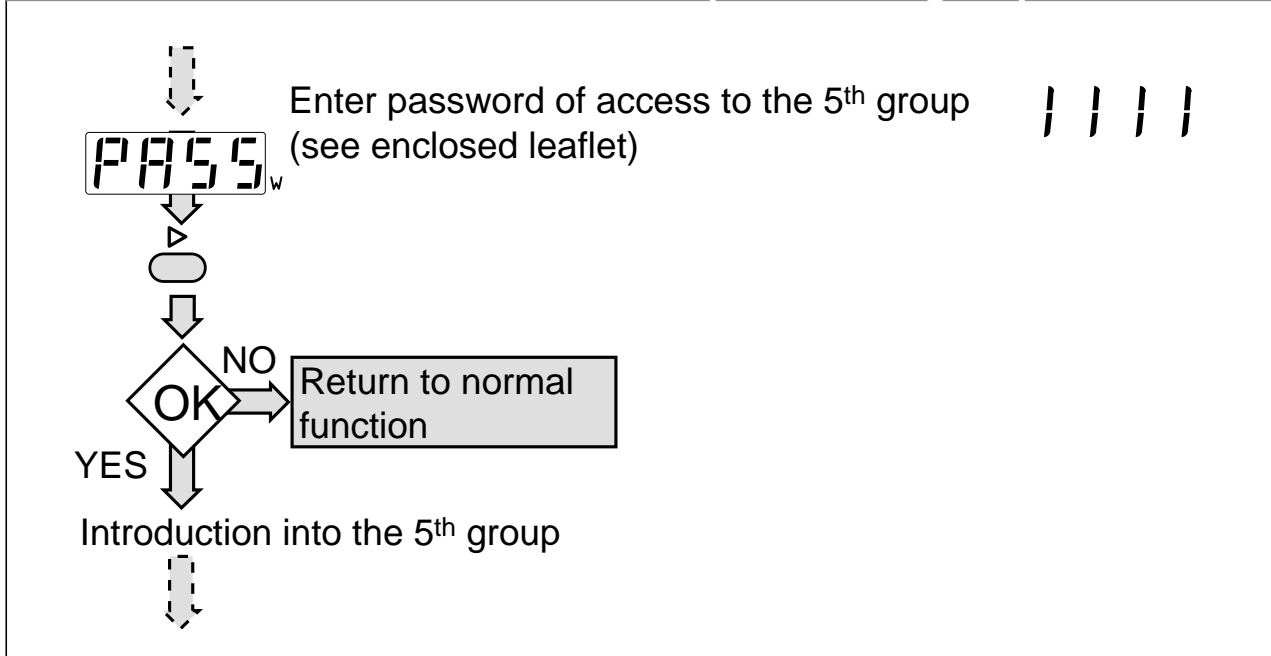 Enter password of access to the 5th group
1111
(see enclosed leaflet)
PASS
W
NO
OK
Return to normal
function
YES
Introduction into the 5th group